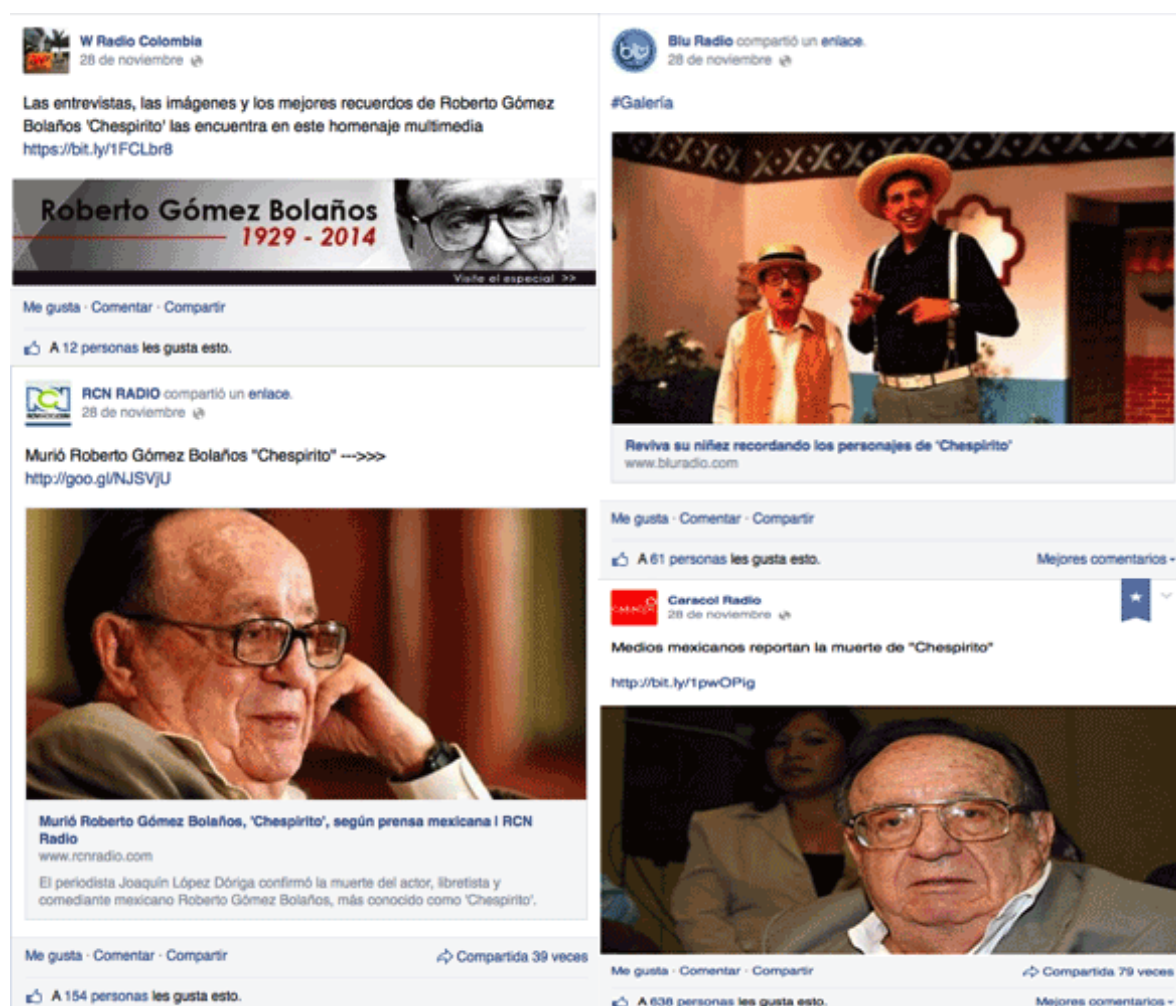 W Radio Colombia
28 de noviembre
Las entrevistas, las imágenes y los mejores recuerdos de Roberto Gómez
Bolaños 'Chespirito' las encuentra en este homenaje multimedia
https://bit.ly/1FCLbr8
Roberto Gómez Bolaños
1929 - 2014
Visite el especial >>
Me gusta · Comentar · Compartir
A 12 personas les gusta esto.
RCN RADIO compartió un enlace.
28 de noviembre
Murió Roberto Gómez Bolaños "Chespirito" --->>>
http://goo.gl/NJSVjU
Murió Roberto Gómez Bolaños, 'Chespirito', según prensa mexicana | RCN
Radio
www.rcnradio.com
El periodista Joaquín López Dóriga confirmó la muerte del actor, libretista y
comediante mexicano Roberto Gómez Bolaños, más conocido como 'Chespirito'.
Me gusta · Comentar · Compartir
Compartida 39 veces
A 154 personas les gusta esto.
blu
Blu Radio compartió un enlace.
28 de noviembre
#Galería
Reviva su niñez recordando los personajes de 'Chespirito'
www.bluradio.com
Me gusta · Comentar · Compartir
A 61 personas les gusta esto.
Mejores comentarios
CARACOL
Caracol Radio
28 de noviembre
Medios mexicanos reportan la muerte de "Chespirito"
http://bit.ly/1pwOPig
Me gusta · Comentar · Compartir
Compartida 79 veces
A 638 personas les gusta esto.
Mejores comentarios